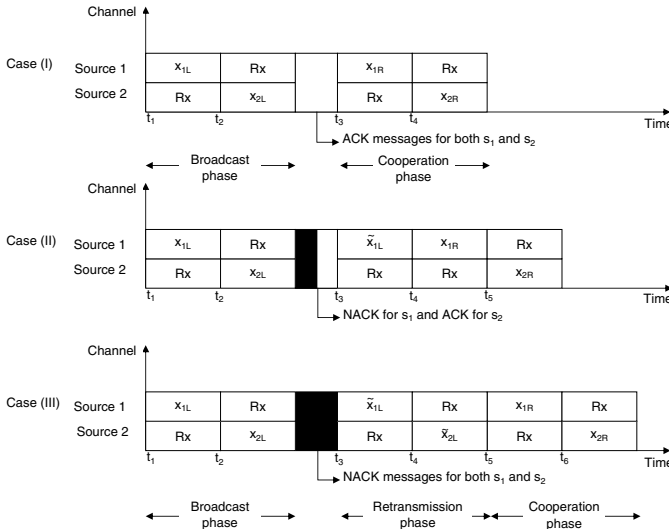 Channel
Case (I)
Source 1 x1L Rx x1R Rx
Source 2 Rx x2L Rx x2R
t1 t2 t3 t4 Time
ACK messages for both s1 and s2
Broadcast phase Cooperation phase
Channel
Case (II)
Source 1 x1L Rx x̃1L x1R Rx
Source 2 Rx x2L Rx Rx x2R
t1 t2 t3 t4 t5 Time
NACK for s1 and ACK for s2
Channel
Case (III)
Source 1 x1L Rx x̃1L Rx x1R Rx
Source 2 Rx x2L Rx x̃2L Rx x2R
t1 t2 t3 t4 t5 t6 Time
NACK messages for both s1 and s2
Broadcast phase Retransmission phase Cooperation phase